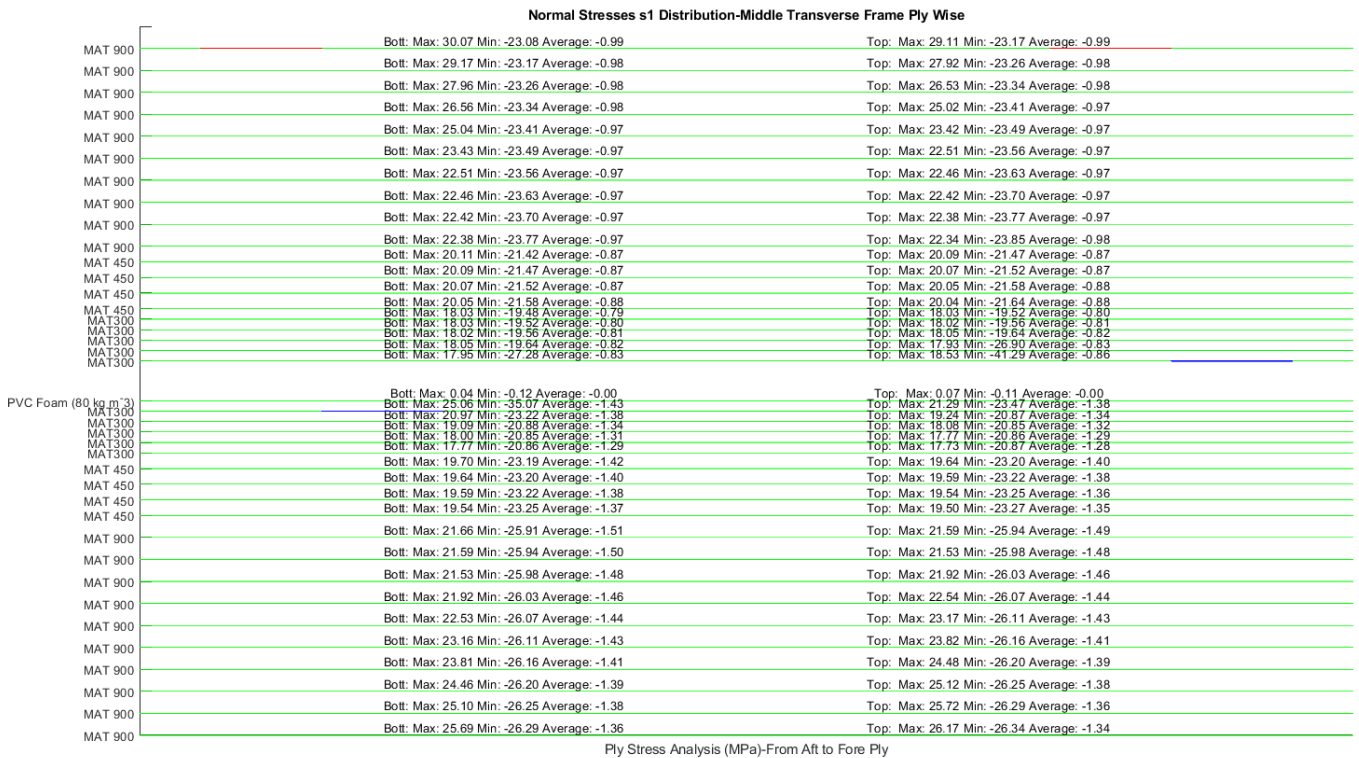 Normal Stresses s1 Distribution-Middle Transverse Frame Ply Wise
MAT 900 Bott: Max: 30.07 Min: -23.08 Average: -0.99 Top: Max: 29.11 Min: -23.17 Average: -0.99
MAT 900 Bott: Max: 29.17 Min: -23.17 Average: -0.98 Top: Max: 27.92 Min: -23.26 Average: -0.98
MAT 900 Bott: Max: 27.96 Min: -23.26 Average: -0.98 Top: Max: 26.53 Min: -23.34 Average: -0.98
MAT 900 Bott: Max: 26.56 Min: -23.34 Average: -0.98 Top: Max: 25.02 Min: -23.41 Average: -0.97
MAT 900 Bott: Max: 25.04 Min: -23.41 Average: -0.97 Top: Max: 23.42 Min: -23.49 Average: -0.97
MAT 900 Bott: Max: 23.43 Min: -23.49 Average: -0.97 Top: Max: 22.51 Min: -23.56 Average: -0.97
MAT 900 Bott: Max: 22.51 Min: -23.56 Average: -0.97 Top: Max: 22.46 Min: -23.63 Average: -0.97
MAT 900 Bott: Max: 22.46 Min: -23.63 Average: -0.97 Top: Max: 22.42 Min: -23.70 Average: -0.97
MAT 900 Bott: Max: 22.42 Min: -23.70 Average: -0.97 Top: Max: 22.38 Min: -23.77 Average: -0.97
MAT 900 Bott: Max: 22.38 Min: -23.77 Average: -0.97 Top: Max: 22.34 Min: -23.85 Average: -0.98
MAT 450 Bott: Max: 20.11 Min: -21.42 Average: -0.87 Top: Max: 20.09 Min: -21.47 Average: -0.87
MAT 450 Bott: Max: 20.09 Min: -21.47 Average: -0.87 Top: Max: 20.07 Min: -21.52 Average: -0.87
MAT 450 Bott: Max: 20.07 Min: -21.52 Average: -0.87 Top: Max: 20.05 Min: -21.58 Average: -0.88
MAT 450 Bott: Max: 20.05 Min: -21.58 Average: -0.88 Top: Max: 20.04 Min: -21.64 Average: -0.88
MAT300 Bott: Max: 18.03 Min: -19.48 Average: -0.79 Top: Max: 18.03 Min: -19.52 Average: -0.80
MAT300 Bott: Max: 18.03 Min: -19.52 Average: -0.80 Top: Max: 18.02 Min: -19.56 Average: -0.81
MAT300 Bott: Max: 18.02 Min: -19.56 Average: -0.81 Top: Max: 18.05 Min: -19.64 Average: -0.82
MAT300 Bott: Max: 18.05 Min: -19.64 Average: -0.82 Top: Max: 17.93 Min: -26.90 Average: -0.83
MAT300 Bott: Max: 17.95 Min: -27.28 Average: -0.83 Top: Max: 18.53 Min: -41.29 Average: -0.86
PVC Foam (80 kg m^3) Bott: Max: 0.04 Min: -0.12 Average: -0.00 Top: Max: 0.07 Min: -0.11 Average: -0.00
MAT300 Bott: Max: 25.06 Min: -35.07 Average: -1.43 Top: Max: 21.29 Min: -23.47 Average: -1.38
MAT300 Bott: Max: 20.97 Min: -23.22 Average: -1.38 Top: Max: 19.24 Min: -20.87 Average: -1.34
MAT300 Bott: Max: 19.09 Min: -20.88 Average: -1.34 Top: Max: 18.08 Min: -20.85 Average: -1.32
MAT300 Bott: Max: 18.00 Min: -20.85 Average: -1.31 Top: Max: 17.77 Min: -20.86 Average: -1.29
MAT300 Bott: Max: 17.77 Min: -20.86 Average: -1.29 Top: Max: 17.73 Min: -20.87 Average: -1.28
MAT 450 Bott: Max: 19.70 Min: -23.19 Average: -1.42 Top: Max: 19.64 Min: -23.20 Average: -1.40
MAT 450 Bott: Max: 19.64 Min: -23.20 Average: -1.40 Top: Max: 19.59 Min: -23.22 Average: -1.38
MAT 450 Bott: Max: 19.59 Min: -23.22 Average: -1.38 Top: Max: 19.54 Min: -23.25 Average: -1.36
MAT 450 Bott: Max: 19.54 Min: -23.25 Average: -1.37 Top: Max: 19.50 Min: -23.27 Average: -1.35
MAT 900 Bott: Max: 21.66 Min: -25.91 Average: -1.51 Top: Max: 21.59 Min: -25.94 Average: -1.49
MAT 900 Bott: Max: 21.59 Min: -25.94 Average: -1.50 Top: Max: 21.53 Min: -25.98 Average: -1.48
MAT 900 Bott: Max: 21.53 Min: -25.98 Average: -1.48 Top: Max: 21.92 Min: -26.03 Average: -1.46
MAT 900 Bott: Max: 21.92 Min: -26.03 Average: -1.46 Top: Max: 22.54 Min: -26.07 Average: -1.44
MAT 900 Bott: Max: 22.53 Min: -26.07 Average: -1.44 Top: Max: 23.17 Min: -26.11 Average: -1.43
MAT 900 Bott: Max: 23.16 Min: -26.11 Average: -1.43 Top: Max: 23.82 Min: -26.16 Average: -1.41
MAT 900 Bott: Max: 23.81 Min: -26.16 Average: -1.41 Top: Max: 24.48 Min: -26.20 Average: -1.39
MAT 900 Bott: Max: 24.46 Min: -26.20 Average: -1.39 Top: Max: 25.12 Min: -26.25 Average: -1.38
MAT 900 Bott: Max: 25.10 Min: -26.25 Average: -1.38 Top: Max: 25.72 Min: -26.29 Average: -1.36
MAT 900 Bott: Max: 25.69 Min: -26.29 Average: -1.36 Top: Max: 26.17 Min: -26.34 Average: -1.34
Ply Stress Analysis (MPa)-From Aft to Fore Ply